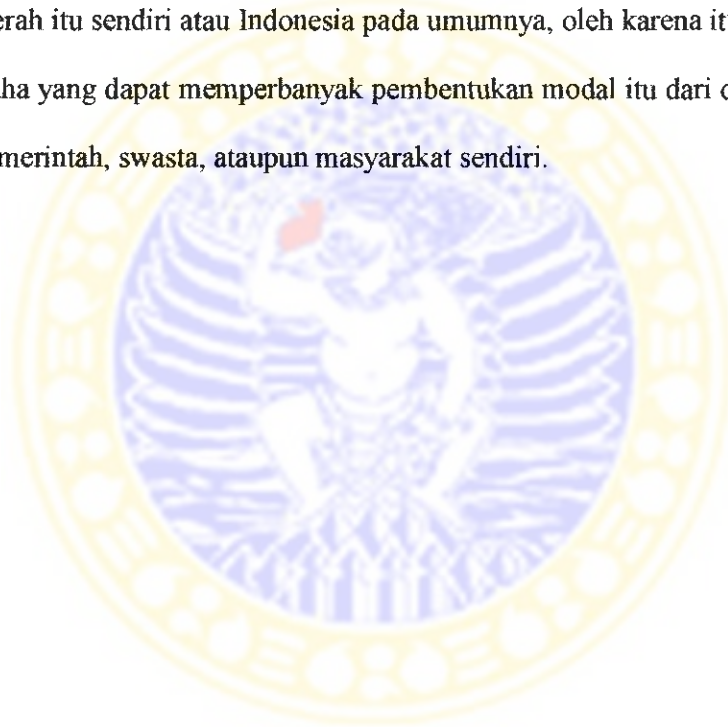 erah itu sendiri atau Indonesia pada umumnya, oleh karena it
ha yang dapat memperbanyak pembentukan modal itu dari
merintah, swasta, ataupun masyarakat sendiri.